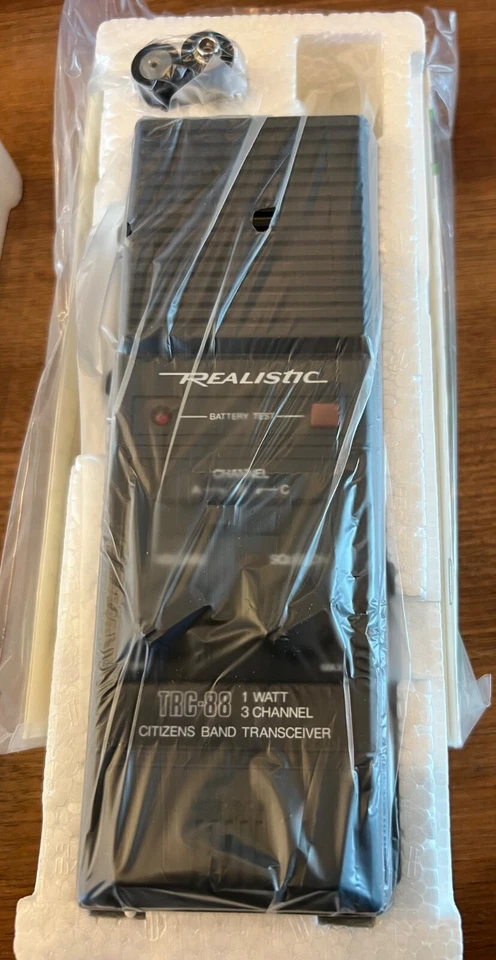 REALISTIC
BATTERY TEST
CHANNEL
A C
TRC-88 1 WATT
3 CHANNEL
CITIZENS BAND TRANSCEIVER